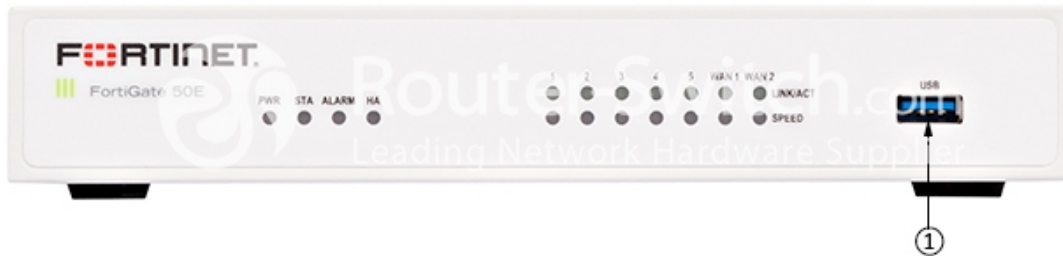 FORTINET.
FortiGate 50E
PWR STA ALARM HA
1 2 3 4 5 WAN 1 WAN 2
LINK/ACT
SPEED
USB
Router-Switch.com
Leading Network Hardware Supplier
1